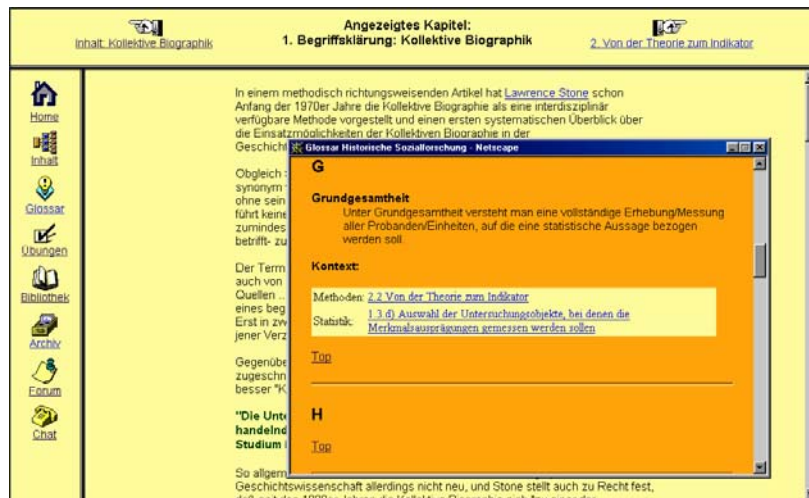 Inhalt: Kollektive Biographik
Angezeigtes Kapitel:
1. Begriffsklärung: Kollektive Biographik
2. Von der Theorie zum Indikator
Home
Inhalt
Glossar
Übungen
Bibliothek
Archiv
Forum
Chat
In einem methodisch richtungsweisenden Artikel hat Lawrence Stone schon
Anfang der 1970er Jahre die Kollektive Biographie als eine interdisziplinär
verfügbare Methode vorgestellt und einen ersten systematischen Überblick über
die Einsatzmöglichkeiten der Kollektiven Biographie in der
Geschicht
Obgleich
synonym
ohne sein
führt keine
zumindes
betrifft- zu
Der Term
auch von
Quellen ..
eines beg
Erst in zw
jener Verz
Gegenübe
zugeschn
besser "K
"Die Unte
handelnd
Studium
So allgem
Geschichtswissenschaft allerdings nicht neu, und Stone stellt auch zu Recht fest,
Glossar Historische Sozialforschung - Netscape
G
Grundgesamtheit
Unter Grundgesamtheit versteht man eine vollständige Erhebung/Messung
aller Probanden/Einheiten, auf die eine statistische Aussage bezogen
werden soll.
Kontext:
Methoden: 2.2 Von der Theorie zum Indikator
Statistik: 1.3 d) Auswahl der Untersuchungsobjekte, bei denen die
Merkmalsausprägungen gemessen werden sollen
Top
H
Top